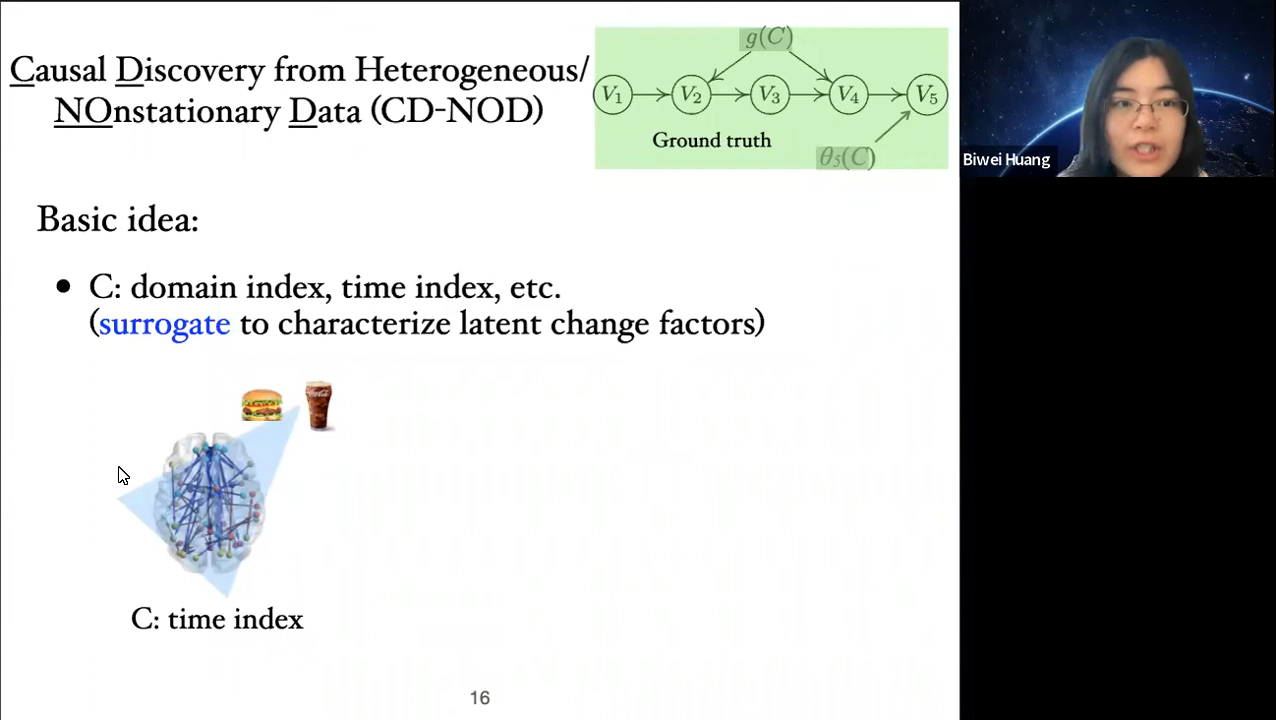 Causal Discovery from Heterogeneous/
NOnstationary Data (CD-NOD)
g(C)
V1 V2 V3 V4 V5
Ground truth
θ5(C)
Biwei Huang
Basic idea:
• C: domain index, time index, etc.
(surrogate to characterize latent change factors)
C: time index
16